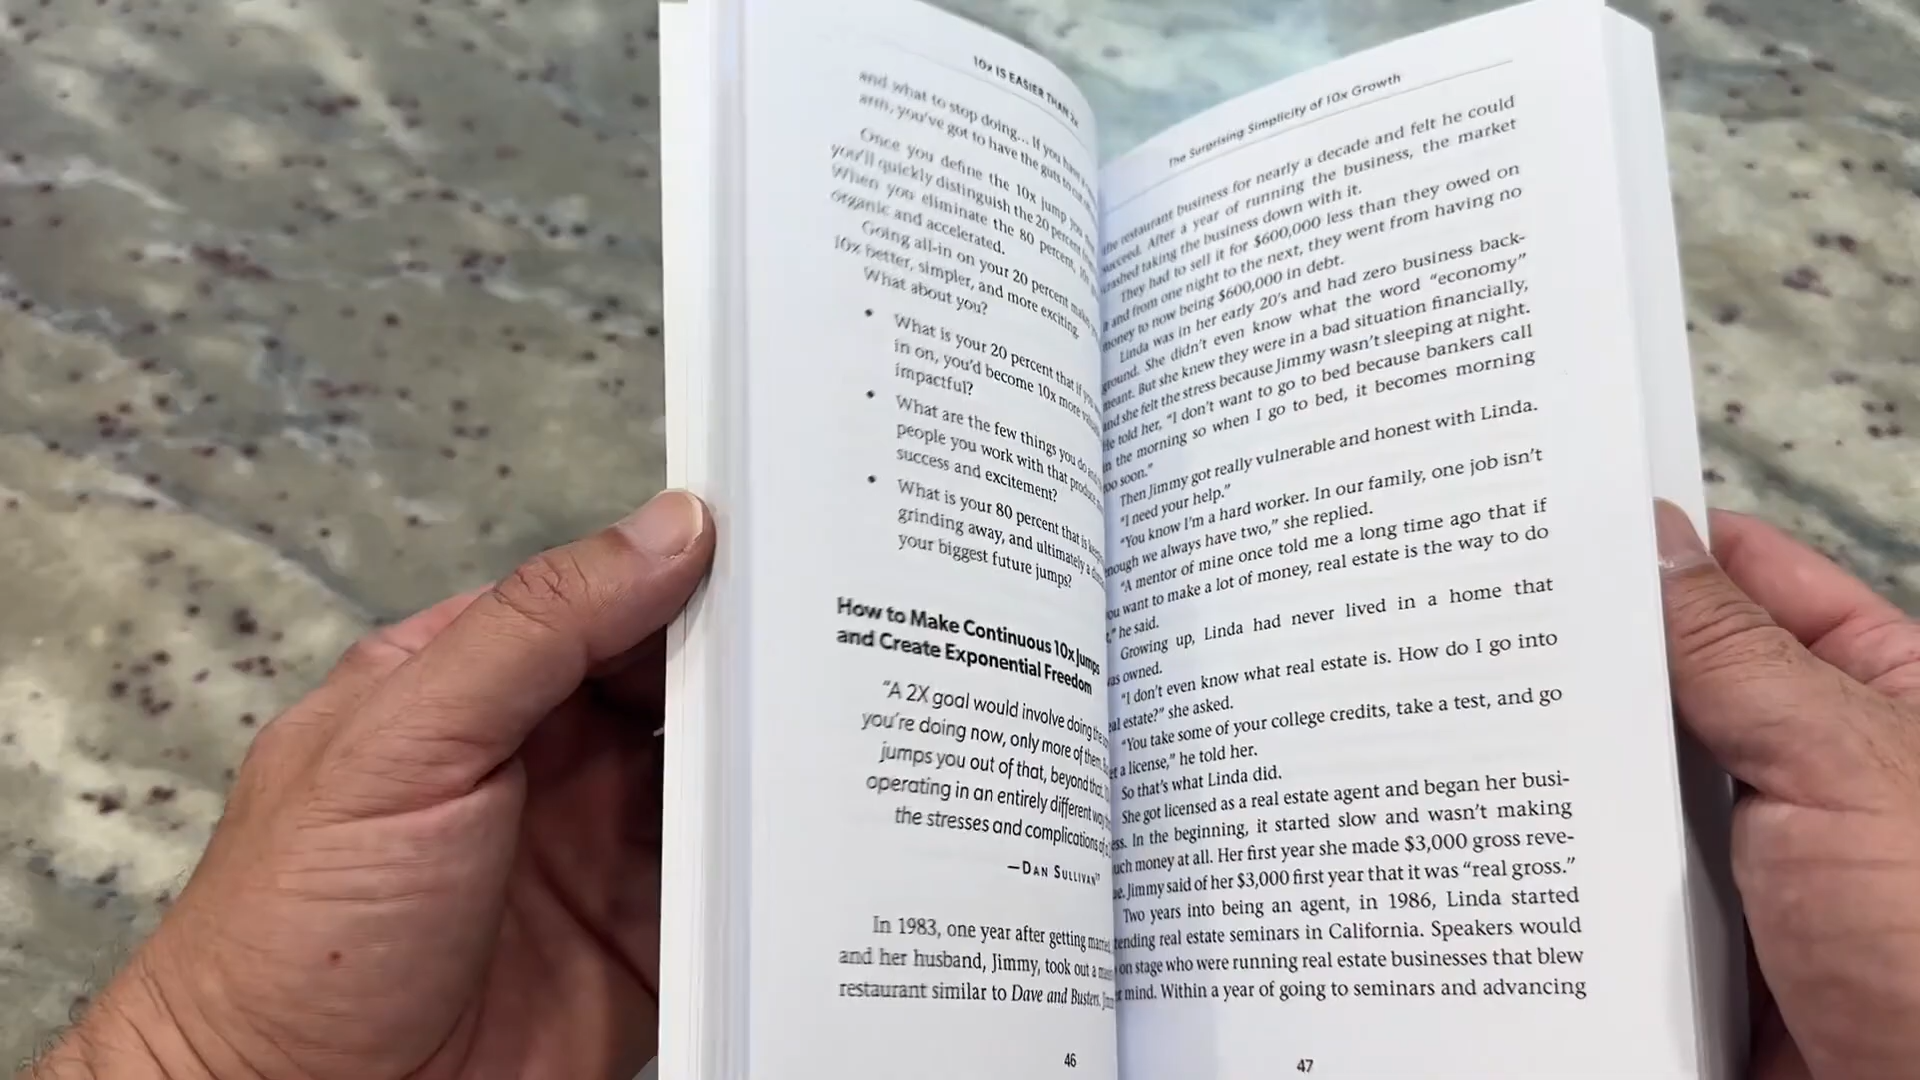 10x IS EASIER THAN 2x
and what to stop doing... If you have a
arm, you've got to have the guts to cut
Once you define the 10x jump you
you'll quickly distinguish the 20 percent
When you eliminate the 80 percent, 10x
organic and accelerated.
Going all-in on your 20 percent makes
10x better, simpler, and more exciting.
What about you?
• What is your 20 percent that if you
in on, you'd become 10x more
impactful?
• What are the few things you do and
people you work with that produce
success and excitement?
• What is your 80 percent that is
grinding away, and ultimately a
your biggest future jumps?
How to Make Continuous 10x Jumps
and Create Exponential Freedom
"A 2X goal would involve doing the
you're doing now, only more of them.
jumps you out of that, beyond that.
operating in an entirely different way
the stresses and complications of
—DAN SULLIVAN
In 1983, one year after getting
and her husband, Jimmy, took out a
restaurant similar to Dave and Busters.
46
The Surprising Simplicity of 10x Growth
the restaurant business for nearly a decade and felt he could
succeed. After a year of running the business, the market
crashed taking the business down with it.
They had to sell it for $600,000 less than they owed on
it and from one night to the next, they went from having no
money to now being $600,000 in debt.
Linda was in her early 20's and had zero business back-
ground. She didn't even know what the word "economy"
meant. But she knew they were in a bad situation financially,
and she felt the stress because Jimmy wasn't sleeping at night.
He told her, "I don't want to go to bed because bankers call
in the morning so when I go to bed, it becomes morning
too soon."
Then Jimmy got really vulnerable and honest with Linda.
"I need your help."
"You know I'm a hard worker. In our family, one job isn't
enough we always have two," she replied.
"A mentor of mine once told me a long time ago that if
you want to make a lot of money, real estate is the way to do
" he said.
Growing up, Linda had never lived in a home that
was owned.
"I don't even know what real estate is. How do I go into
real estate?" she asked.
"You take some of your college credits, take a test, and go
get a license," he told her.
So that's what Linda did.
She got licensed as a real estate agent and began her busi-
ess. In the beginning, it started slow and wasn't making
uch money at all. Her first year she made $3,000 gross reve-
ue. Jimmy said of her $3,000 first year that it was "real gross."
Two years into being an agent, in 1986, Linda started
tending real estate seminars in California. Speakers would
on stage who were running real estate businesses that blew
r mind. Within a year of going to seminars and advancing
47